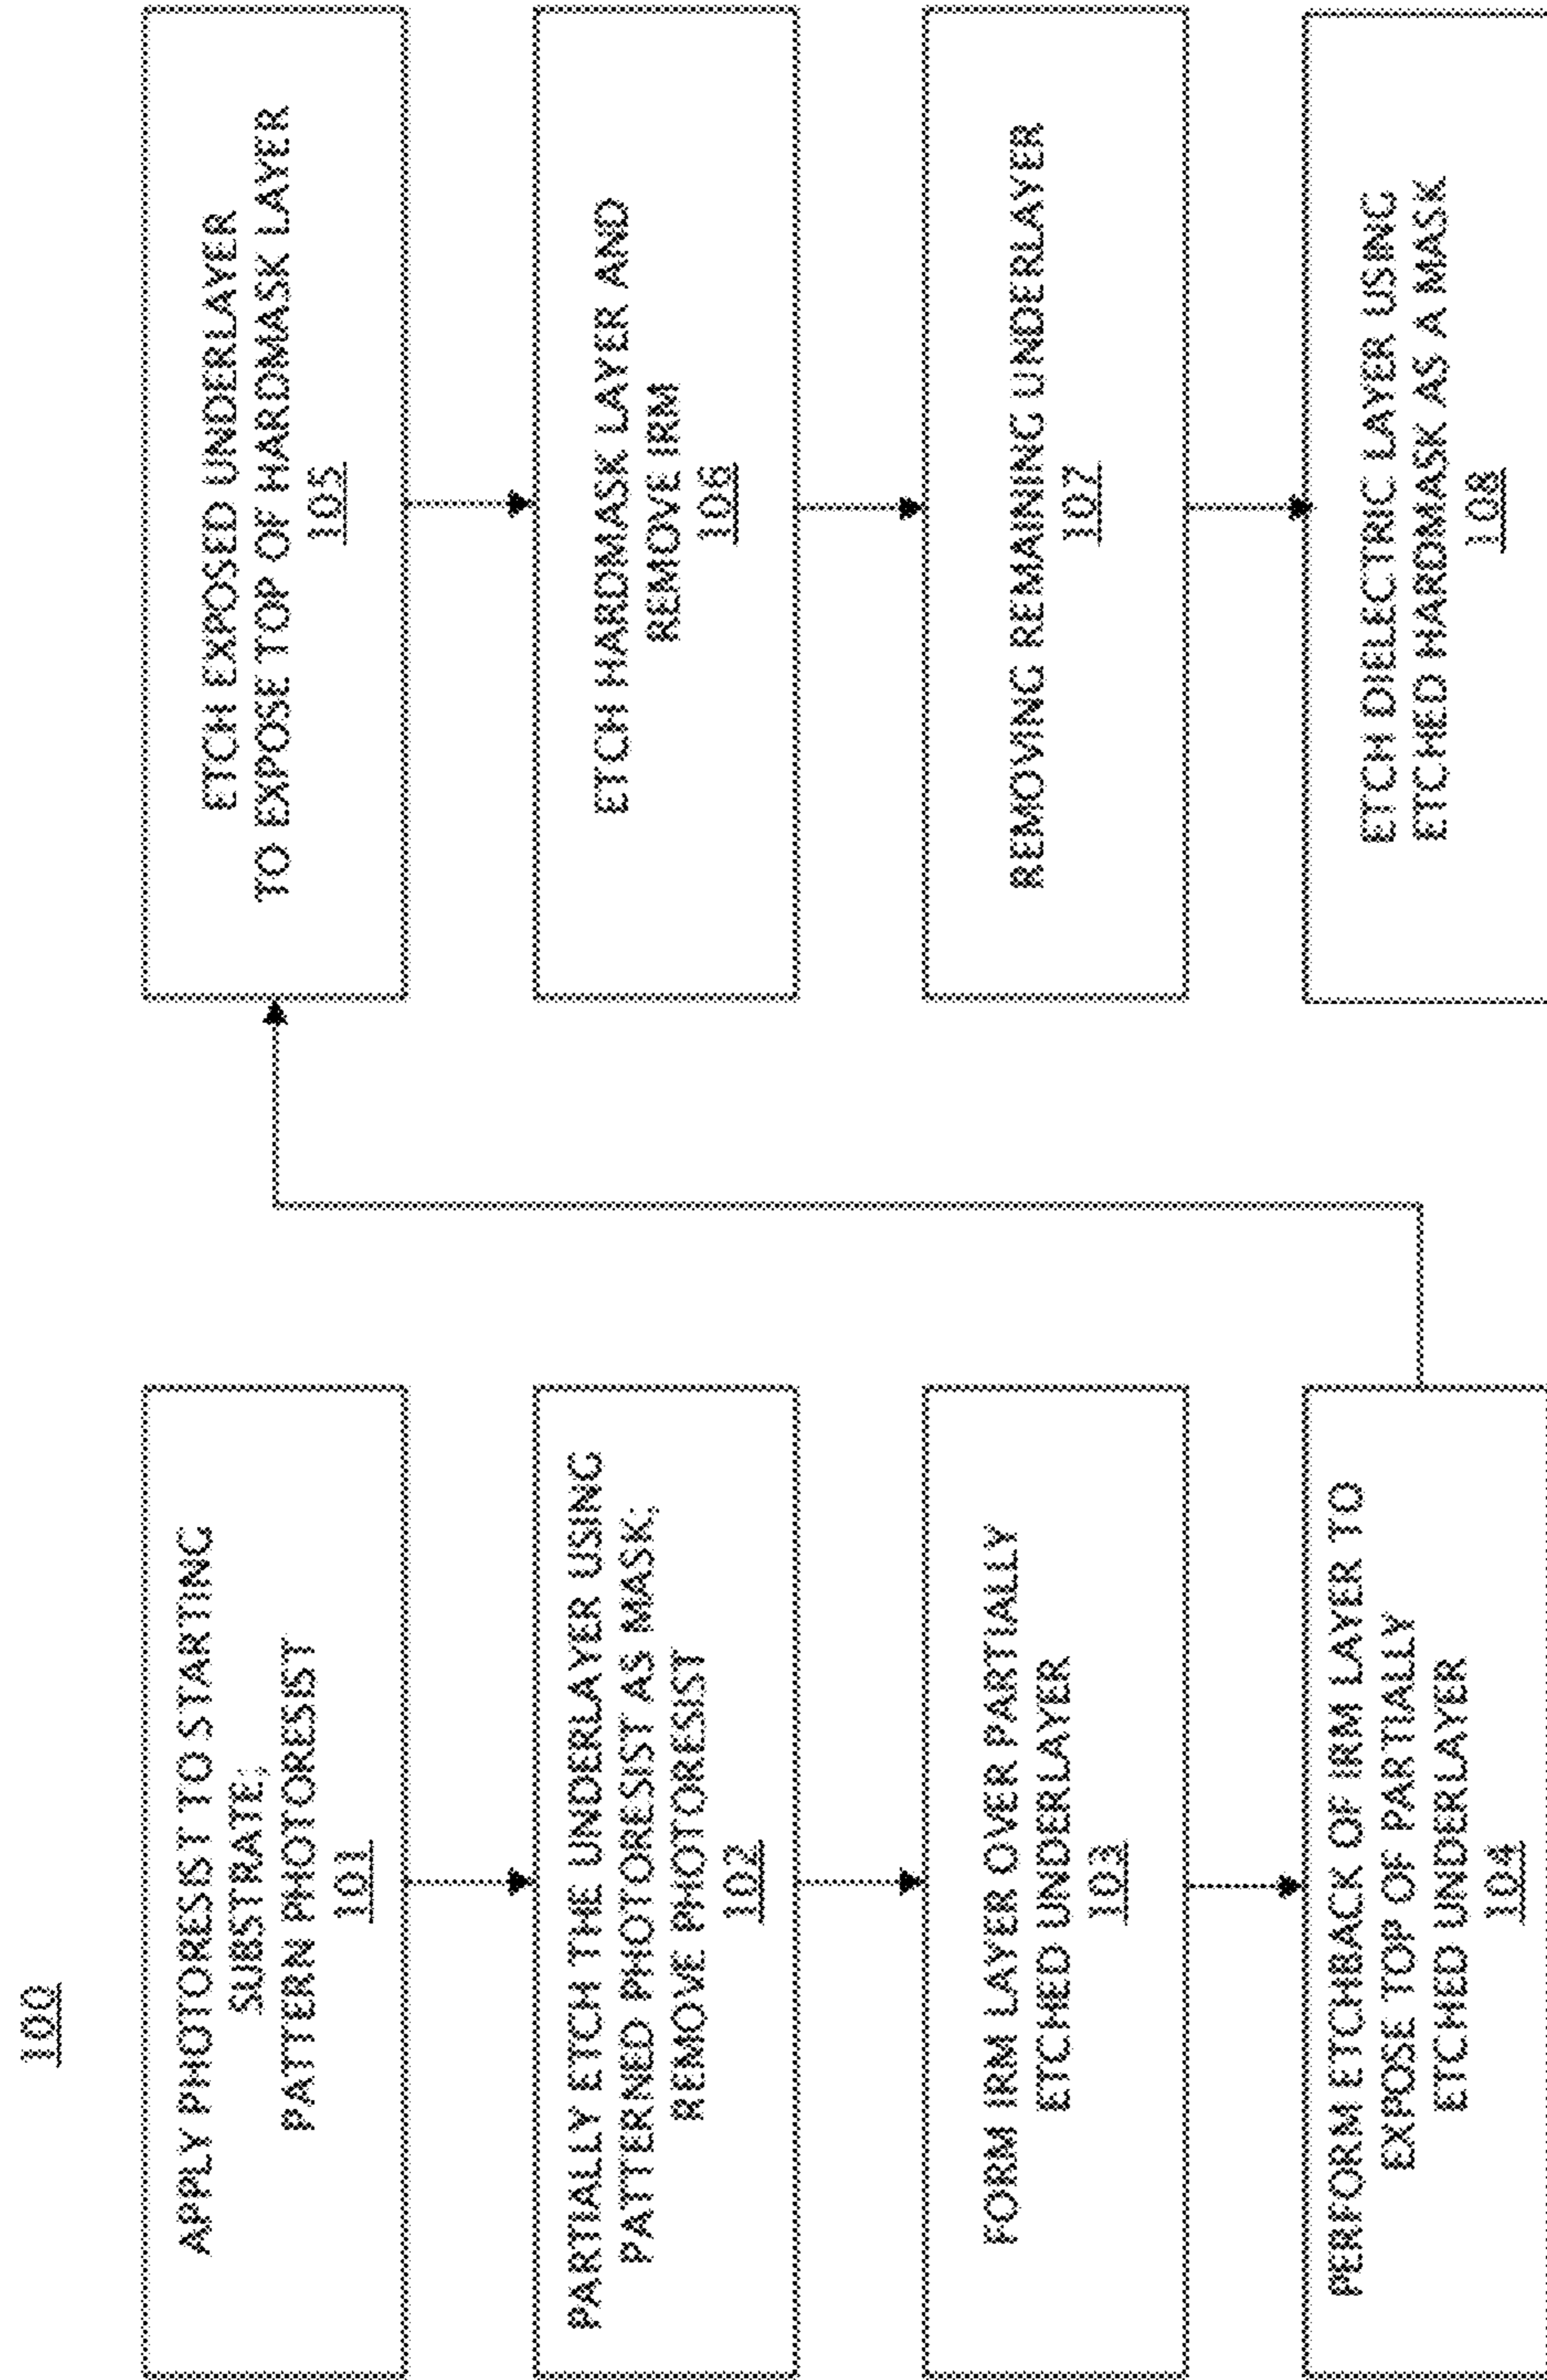 100
APPLY PHOTORESIST TO STARTING
SUBSTRATE;
PATTERN PHOTORESIST
101
PARTIALLY ETCH THE UNDERLAYER USING
PATTERNED PHOTORESIST AS MASK;
REMOVE PHOTORESIST
102
FORM IRM LAYER OVER PARTIALLY
ETCHED UNDERLAYER
103
PERFORM ETCHBACK OF IRM LAYER TO
EXPOSE TOP OF PARTIALLY
ETCHED UNDERLAYER
104
ETCH EXPOSED UNDERLAYER
TO EXPOSE TOP OF HARDMASK LAYER
105
ETCH HARDMASK LAYER AND
REMOVE IRM
106
REMOVING REMAINING UNDERLAYER
107
ETCH DIELECTRIC LAYER USING
ETCHED HARDMASK AS A MASK
108